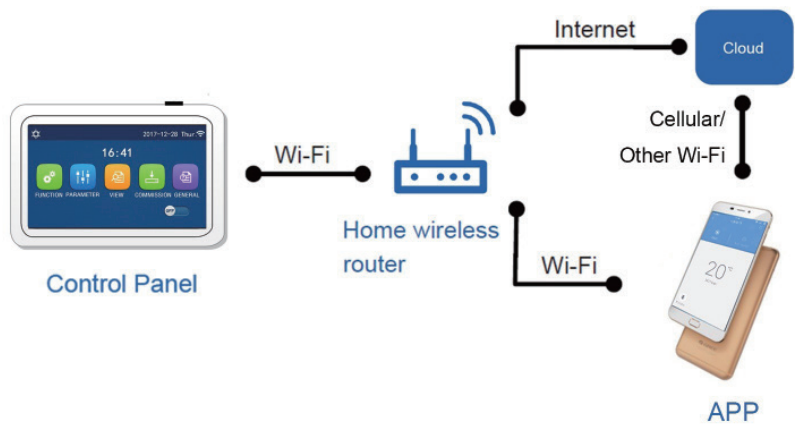 Internet
Cloud
Cellular/
Other Wi-Fi
2017-12-28 Thur.
16:41
Wi-Fi
FUNCTION PARAMETER VIEW COMMISSION GENERAL
OFF
Home wireless
router
Control Panel
Wi-Fi
20°C
APP